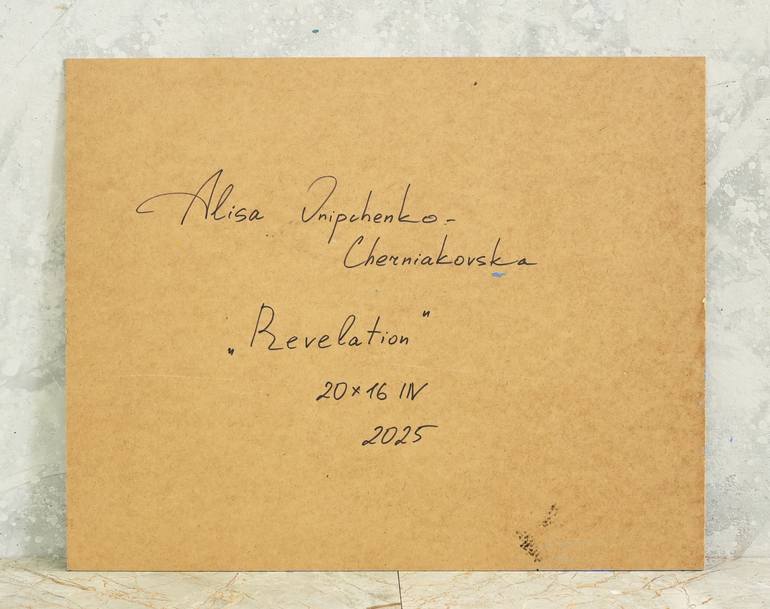 Alisa Dnipchenko-
Cherniakovska
„Revelation"
20×16 IN
2025